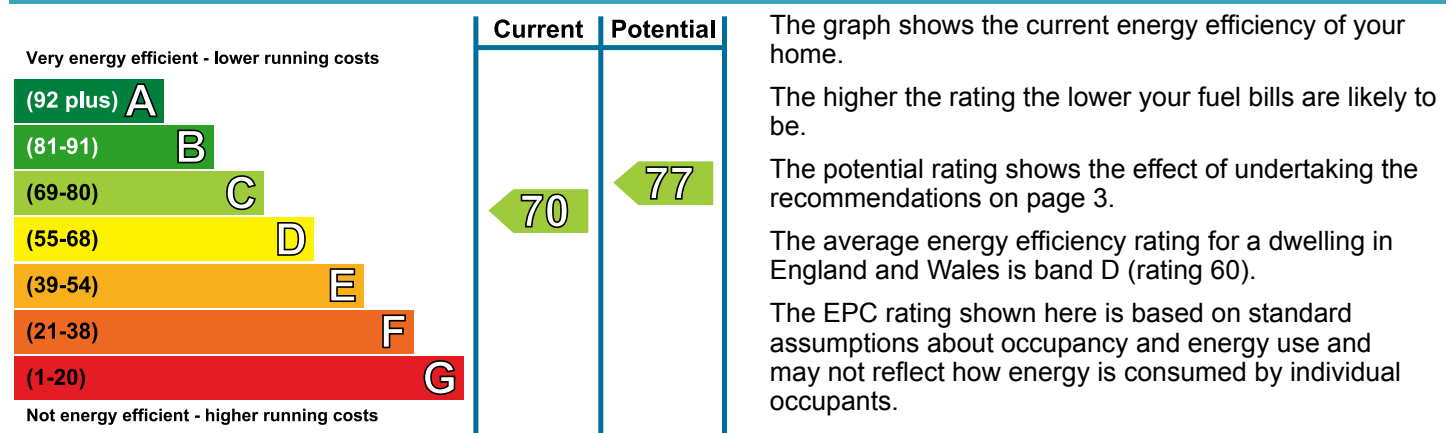 Current Potential
Very energy efficient - lower running costs
(92 plus) A
(81-91) B
(69-80) C
(55-68) D
(39-54) E
(21-38) F
(1-20) G
Not energy efficient - higher running costs
70
77
The graph shows the current energy efficiency of your
home.
The higher the rating the lower your fuel bills are likely to
be.
The potential rating shows the effect of undertaking the
recommendations on page 3.
The average energy efficiency rating for a dwelling in
England and Wales is band D (rating 60).
The EPC rating shown here is based on standard
assumptions about occupancy and energy use and
may not reflect how energy is consumed by individual
occupants.